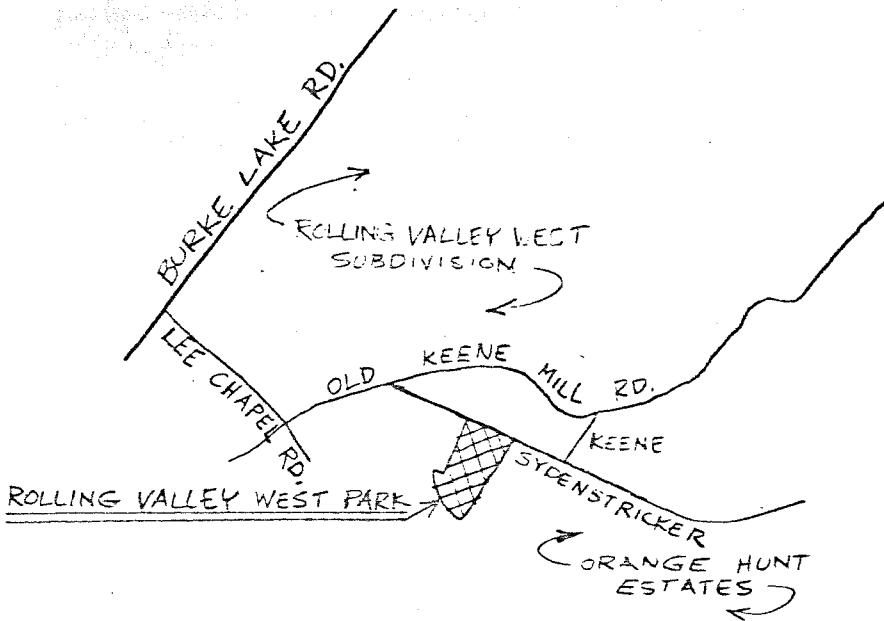 BURKE LAKE RD.
ROLLING VALLEY WEST
SUBDIVISION
LEE CHAPEL RD.
OLD KEENE MILL RD.
KEENE
SYDENSTRICKER
ROLLING VALLEY WEST PARK
ORANGE HUNT
ESTATES